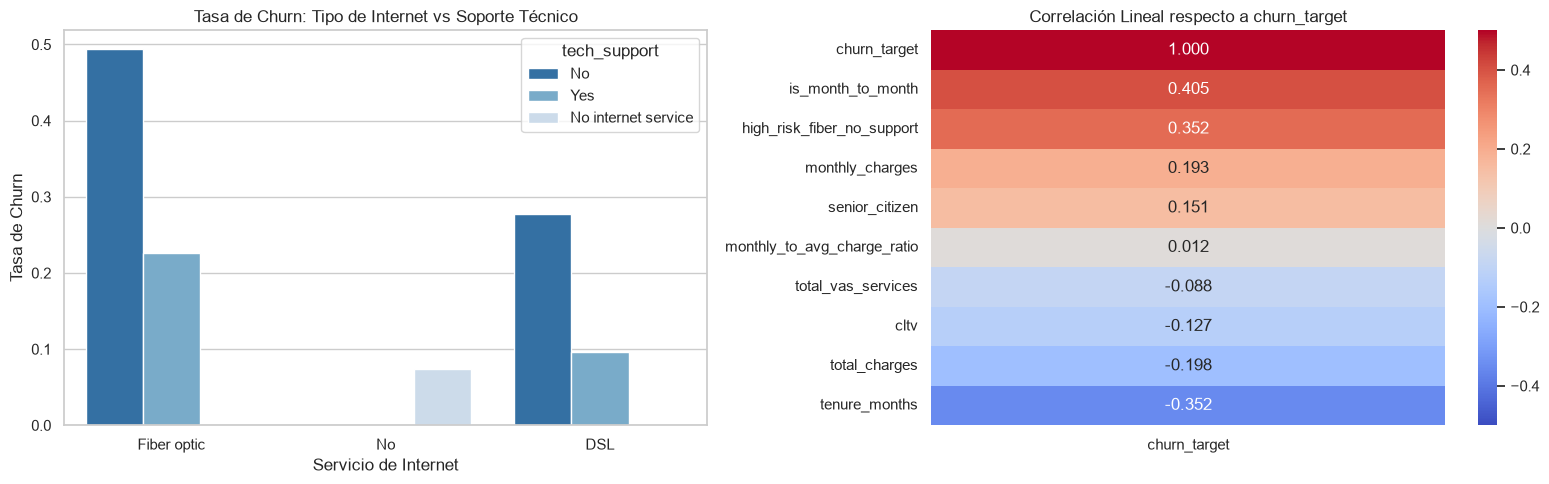 Tasa de Churn: Tipo de Internet vs Soporte Técnico
tech_support
No
Yes
No internet service
Tasa de Churn
0.5
0.4
0.3
0.2
0.1
0.0
Fiber optic
No
DSL
Servicio de Internet
Correlación Lineal respecto a churn_target
churn_target 1.000
is_month_to_month 0.405
high_risk_fiber_no_support 0.352
monthly_charges 0.193
senior_citizen 0.151
monthly_to_avg_charge_ratio 0.012
total_vas_services -0.088
cltv -0.127
total_charges -0.198
tenure_months -0.352
churn_target
0.4
0.2
0.0
−0.2
−0.4